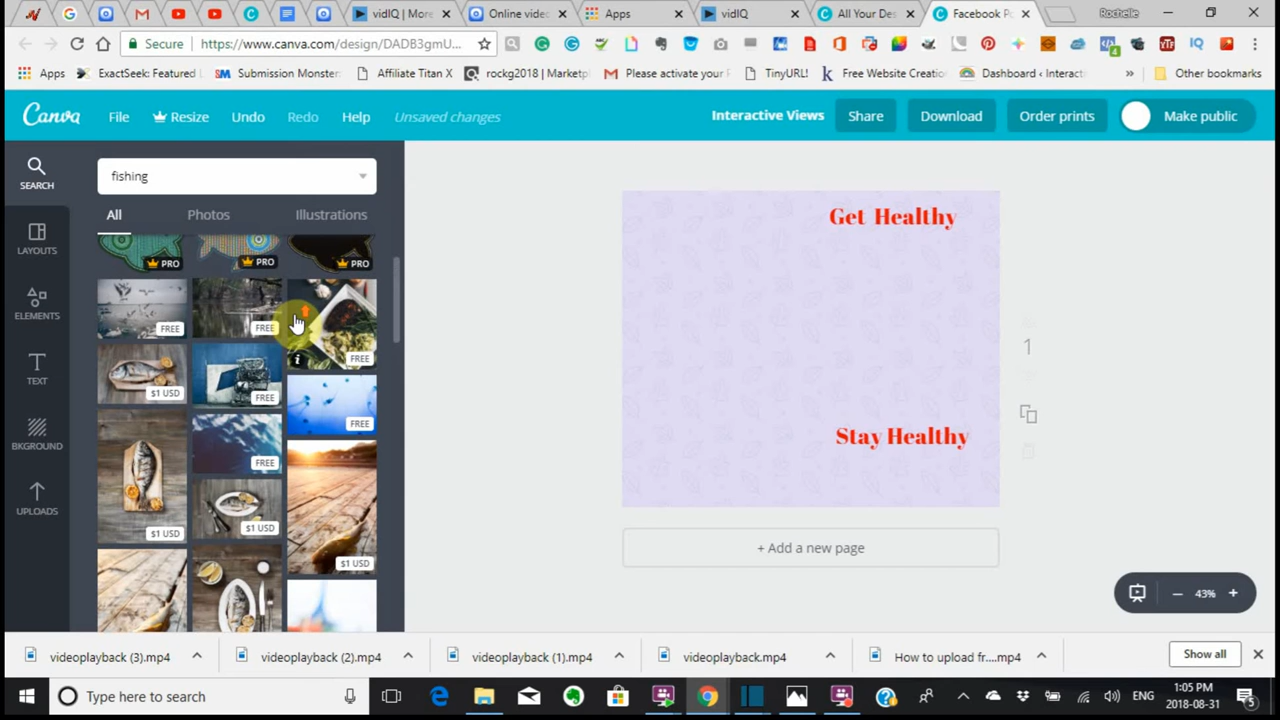 vidIQ | More
Online video
Apps
vidIQ
All Your Des
Facebook Po
Rochelle
Secure
https://www.canva.com/design/DADB3gmU...
Apps
ExactSeek: Featured
Submission Monster
Affiliate Titan X
rockg2018 | Marketpl
Please activate your
TinyURL!
Free Website Creatio
Dashboard ‹ Interact
»
Other bookmarks
Canva
File
Resize
Undo
Redo
Help
Unsaved changes
Interactive Views
Share
Download
Order prints
Make public
SEARCH
LAYOUTS
ELEMENTS
TEXT
BKGROUND
UPLOADS
fishing
All
Photos
Illustrations
PRO
PRO
PRO
FREE
FREE
FREE
$1 USD
FREE
FREE
FREE
$1 USD
$1 USD
$1 USD
Get Healthy
Stay Healthy
1
+ Add a new page
43%
videoplayback (3).mp4
videoplayback (2).mp4
videoplayback (1).mp4
videoplayback.mp4
How to upload fr....mp4
Show all
Type here to search
ENG
1:05 PM
2018-08-31
5